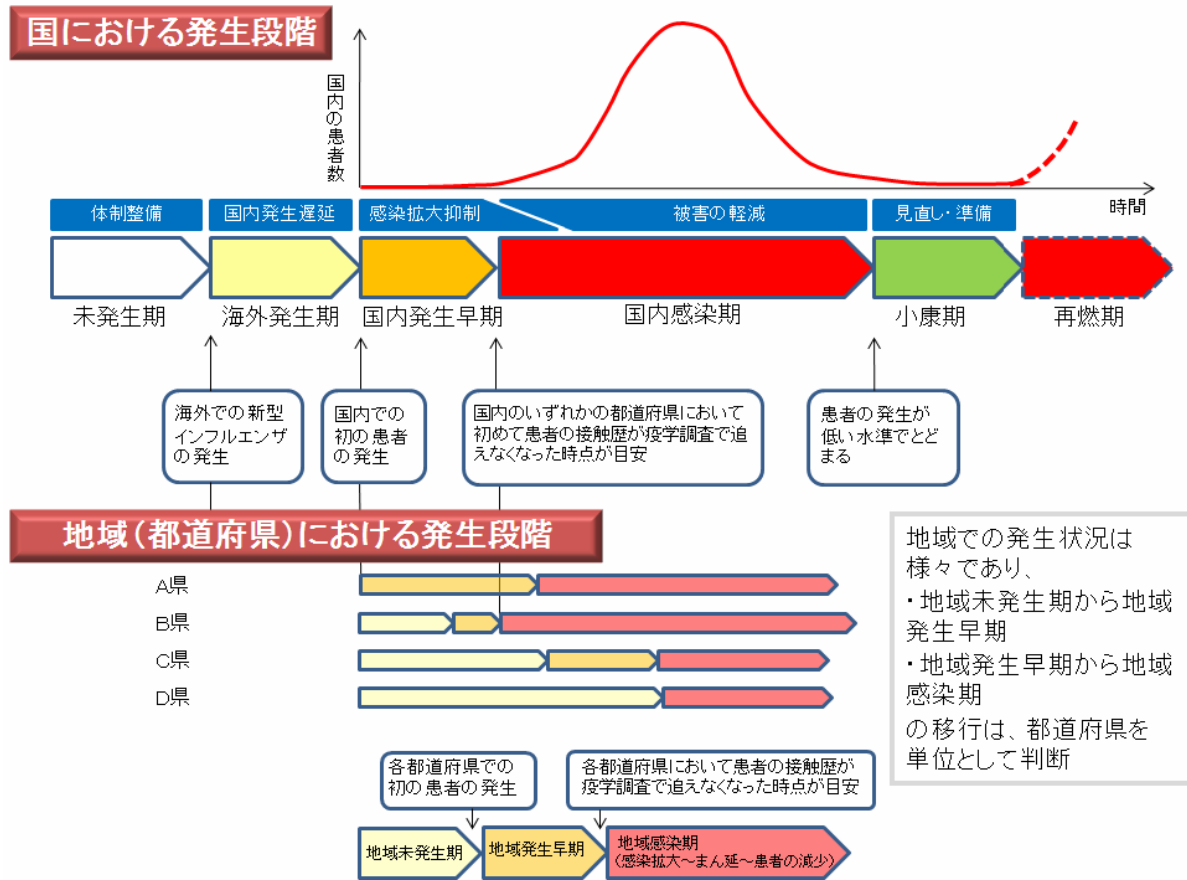 国における発生段階
国内の患者数
時間
体制整備
国内発生遅延
感染拡大抑制
被害の軽減
見直し・準備
未発生期
海外発生期
国内発生早期
国内感染期
小康期
再燃期
海外での新型
インフルエンザ
の発生
国内での
初の患者
の発生
国内のいずれかの都道府県において
初めて患者の接触歴が疫学調査で追
えなくなった時点が目安
患者の発生が
低い水準でとど
まる
地域(都道府県)における発生段階
A県
B県
C県
D県
地域での発生状況は
様々であり、
・地域未発生期から地域
発生早期
・地域発生早期から地域
感染期
の移行は、都道府県を
単位として判断
各都道府県での
初の患者の発生
各都道府県において患者の接触歴が
疫学調査で追えなくなった時点が目安
地域未発生期
地域発生早期
地域感染期
(感染拡大~まん延~患者の減少)